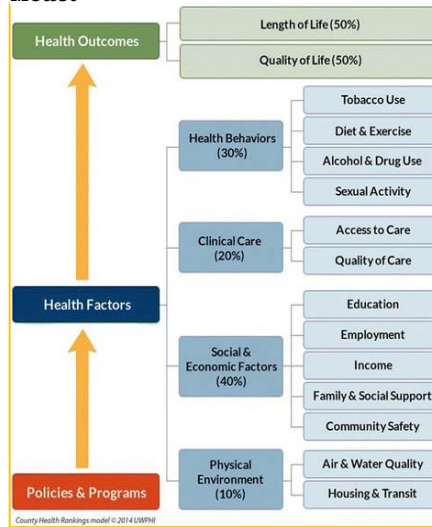 Health Outcomes
Length of Life (50%)
Quality of Life (50%)
Health Behaviors
(30%)
Tobacco Use
Diet & Exercise
Alcohol & Drug Use
Sexual Activity
Clinical Care
(20%)
Access to Care
Quality of Care
Health Factors
Social &
Economic Factors
(40%)
Education
Employment
Income
Family & Social Support
Community Safety
Physical
Environment
(10%)
Air & Water Quality
Housing & Transit
Policies & Programs
County Health Rankings model © 2014 UWPHI